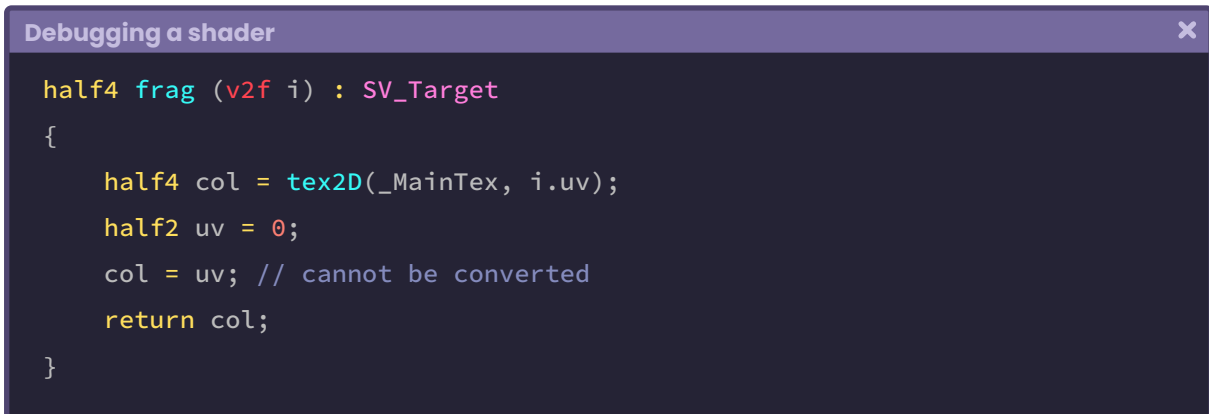 Debugging a shader
half4 frag (v2f i) : SV_Target
{
    half4 col = tex2D(_MainTex, i.uv);
    half2 uv = 0;
    col = uv; // cannot be converted
    return col;
}